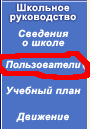 Школьное
руководство
Сведения
о школе
Пользователи
Учебный план
Движение